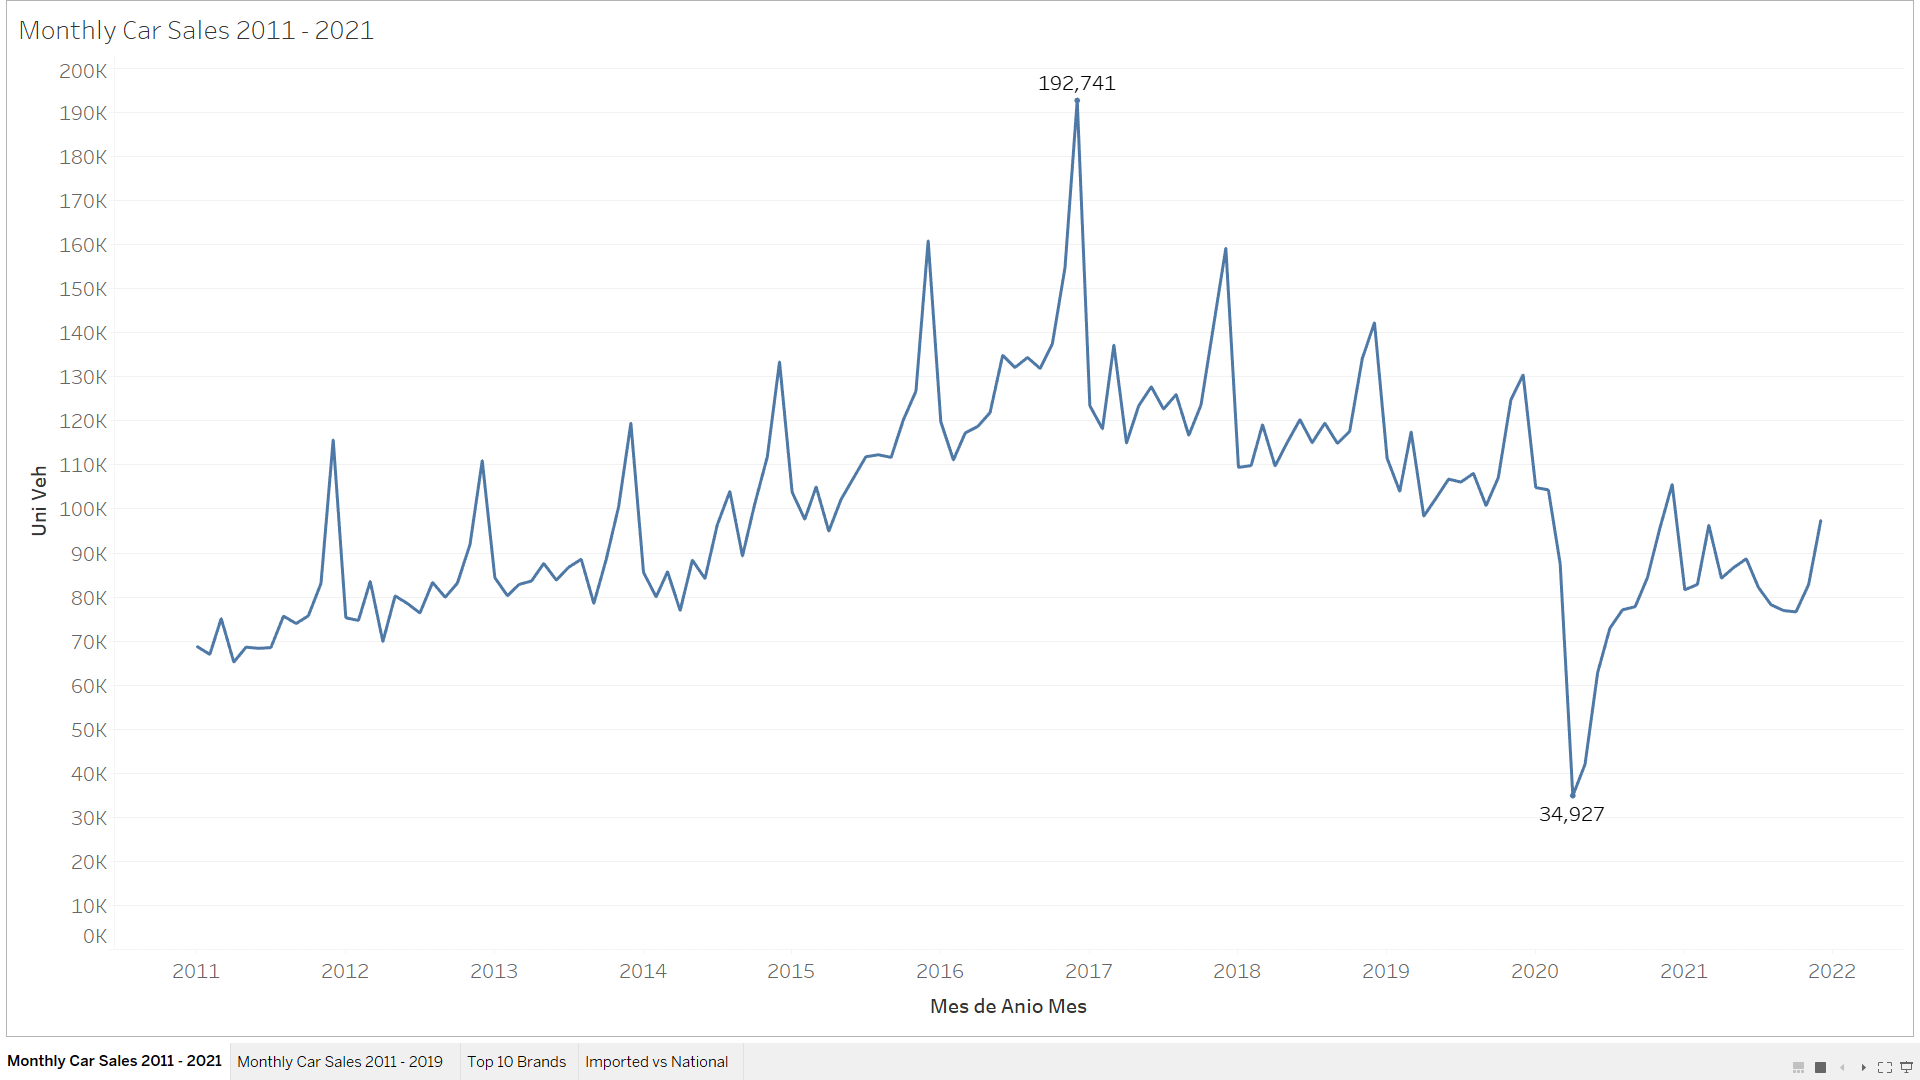 Monthly Car Sales 2011 - 2021
200K
190K
180K
170K
160K
150K
140K
130K
120K
110K
100K
90K
80K
70K
60K
50K
40K
30K
20K
10K
0K
Uni Veh
192,741
34,927
2011 2012 2013 2014 2015 2016 2017 2018 2019 2020 2021 2022
Mes de Anio Mes
Monthly Car Sales 2011 - 2021 Monthly Car Sales 2011 - 2019 Top 10 Brands Imported vs National